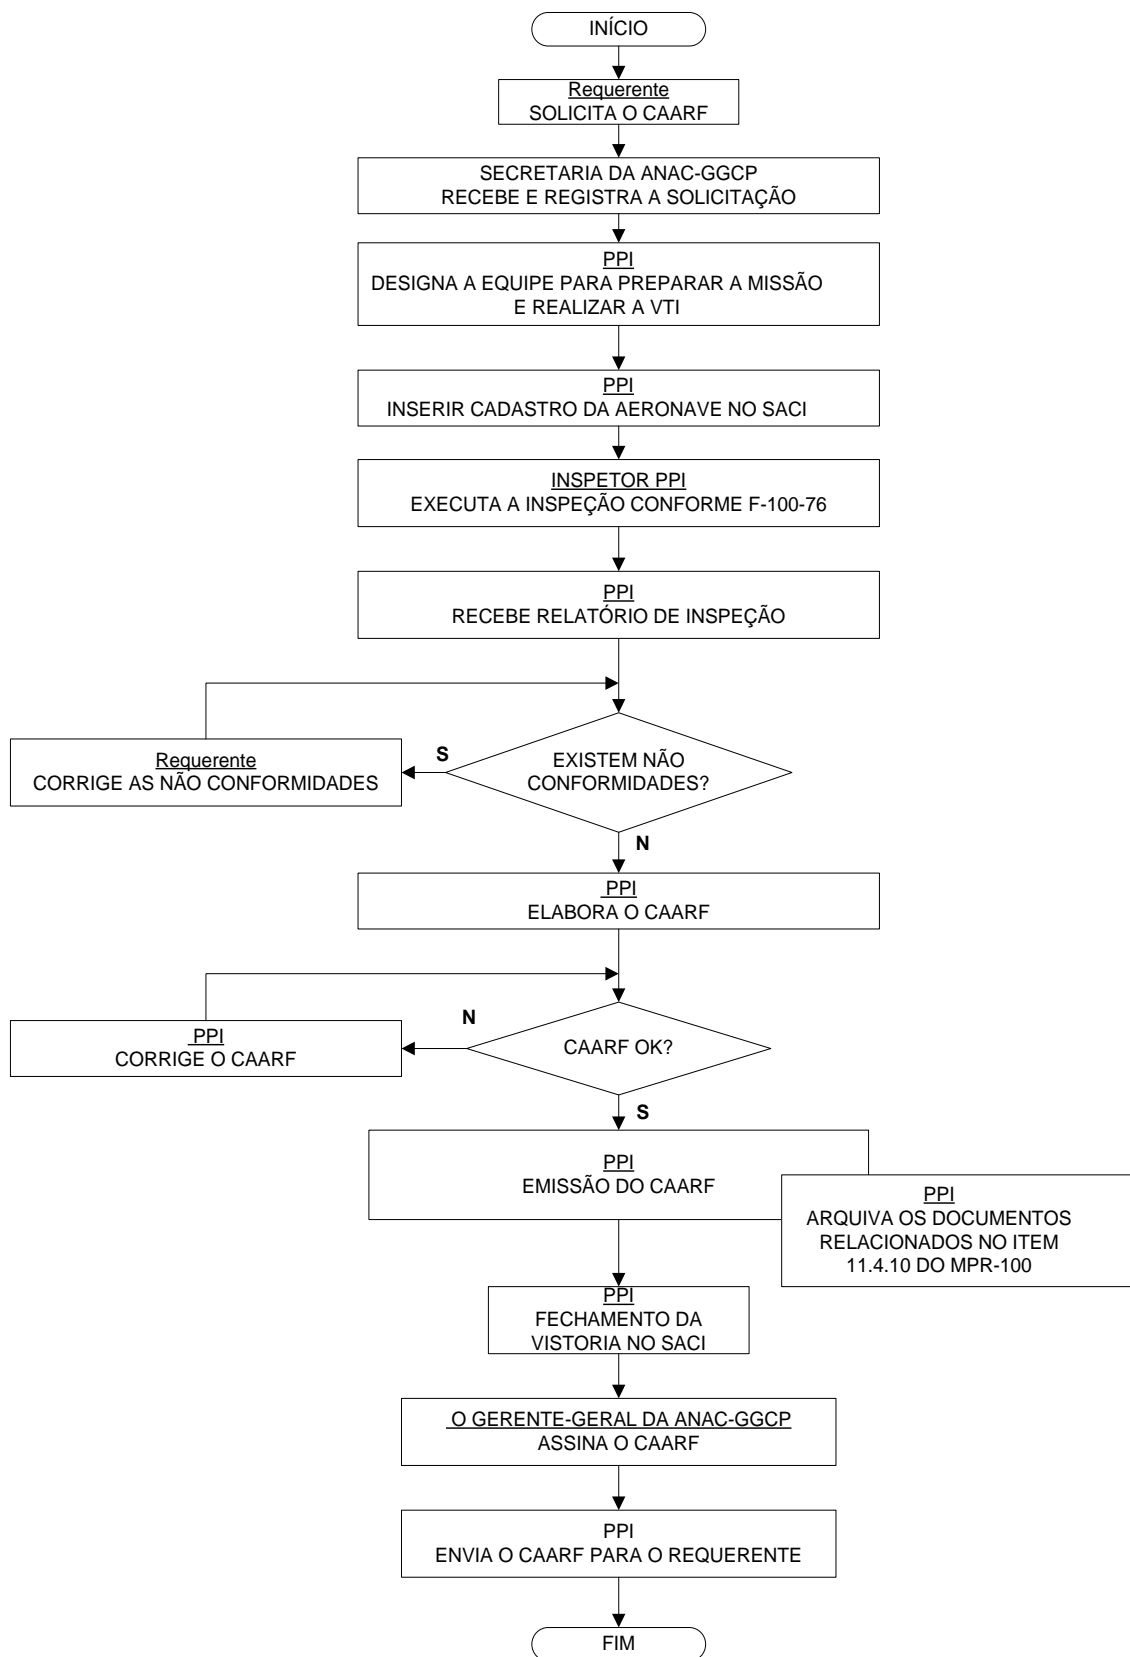 INÍCIO
Requerente
SOLICITA O CAARF
SECRETARIA DA ANAC-GGCP
RECEBE E REGISTRA A SOLICITAÇÃO
PPI
DESIGNA A EQUIPE PARA PREPARAR A MISSÃO
E REALIZAR A VTI
PPI
INSERIR CADASTRO DA AERONAVE NO SACI
INSPETOR PPI
EXECUTA A INSPEÇÃO CONFORME F-100-76
PPI
RECEBE RELATÓRIO DE INSPEÇÃO
EXISTEM NÃO
CONFORMIDADES?
S
Requerente
CORRIGE AS NÃO CONFORMIDADES
N
PPI
ELABORA O CAARF
CAARF OK?
N
PPI
CORRIGE O CAARF
S
PPI
EMISSÃO DO CAARF
PPI
ARQUIVA OS DOCUMENTOS
RELACIONADOS NO ITEM
11.4.10 DO MPR-100
PPI
FECHAMENTO DA
VISTORIA NO SACI
O GERENTE-GERAL DA ANAC-GGCP
ASSINA O CAARF
PPI
ENVIA O CAARF PARA O REQUERENTE
FIM